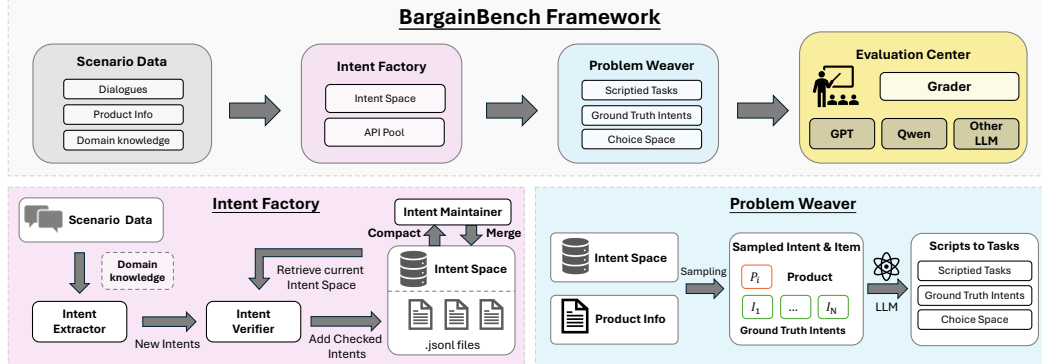 BargainBench Framework
Scenario Data
Dialogues
Product Info
Domain knowledge
Intent Factory
Intent Space
API Pool
Problem Weaver
Scriptied Tasks
Ground Truth Intents
Choice Space
Evaluation Center
Grader
GPT
Qwen
Other
LLM
Intent Factory
Scenario Data
Domain
knowledge
Intent
Extractor
New Intents
Retrieve current
Intent Space
Intent
Verifier
Add Checked
Intents
Intent Maintainer
Compact
Merge
Intent Space
.jsonl files
Problem Weaver
Intent Space
Product Info
Sampling
Sampled Intent & Item
P_i Product
I_1 ... I_N
Ground Truth Intents
LLM
Scripts to Tasks
Scriptied Tasks
Ground Truth Intents
Choice Space